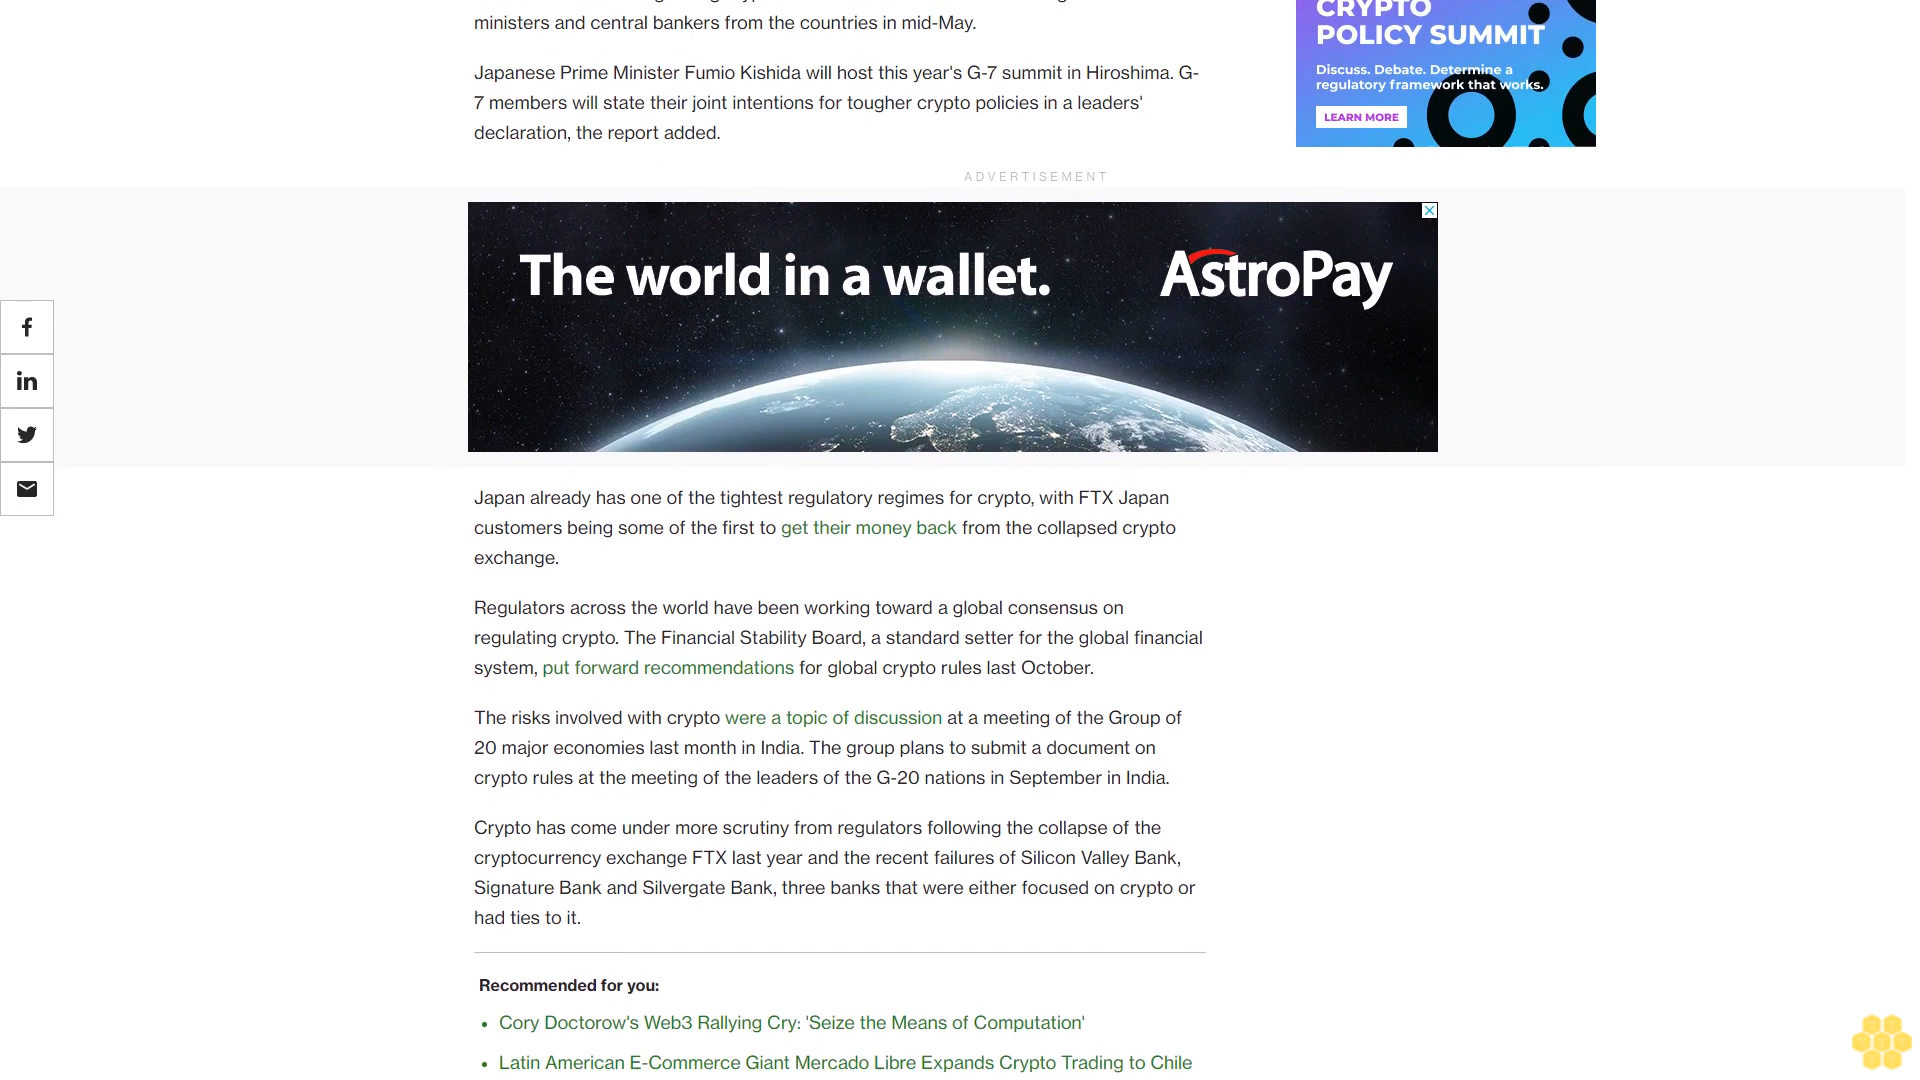 CRYPTO
POLICY SUMMIT
Discuss. Debate. Determine a
regulatory framework that works.
LEARN MORE
ministers and central bankers from the countries in mid-May.
Japanese Prime Minister Fumio Kishida will host this year's G-7 summit in Hiroshima. G-
7 members will state their joint intentions for tougher crypto policies in a leaders'
declaration, the report added.
ADVERTISEMENT
The world in a wallet.
AstroPay
Japan already has one of the tightest regulatory regimes for crypto, with FTX Japan
customers being some of the first to get their money back from the collapsed crypto
exchange.
Regulators across the world have been working toward a global consensus on
regulating crypto. The Financial Stability Board, a standard setter for the global financial
system, put forward recommendations for global crypto rules last October.
The risks involved with crypto were a topic of discussion at a meeting of the Group of
20 major economies last month in India. The group plans to submit a document on
crypto rules at the meeting of the leaders of the G-20 nations in September in India.
Crypto has come under more scrutiny from regulators following the collapse of the
cryptocurrency exchange FTX last year and the recent failures of Silicon Valley Bank,
Signature Bank and Silvergate Bank, three banks that were either focused on crypto or
had ties to it.
Recommended for you:
• Cory Doctorow's Web3 Rallying Cry: 'Seize the Means of Computation'
• Latin American E-Commerce Giant Mercado Libre Expands Crypto Trading to Chile